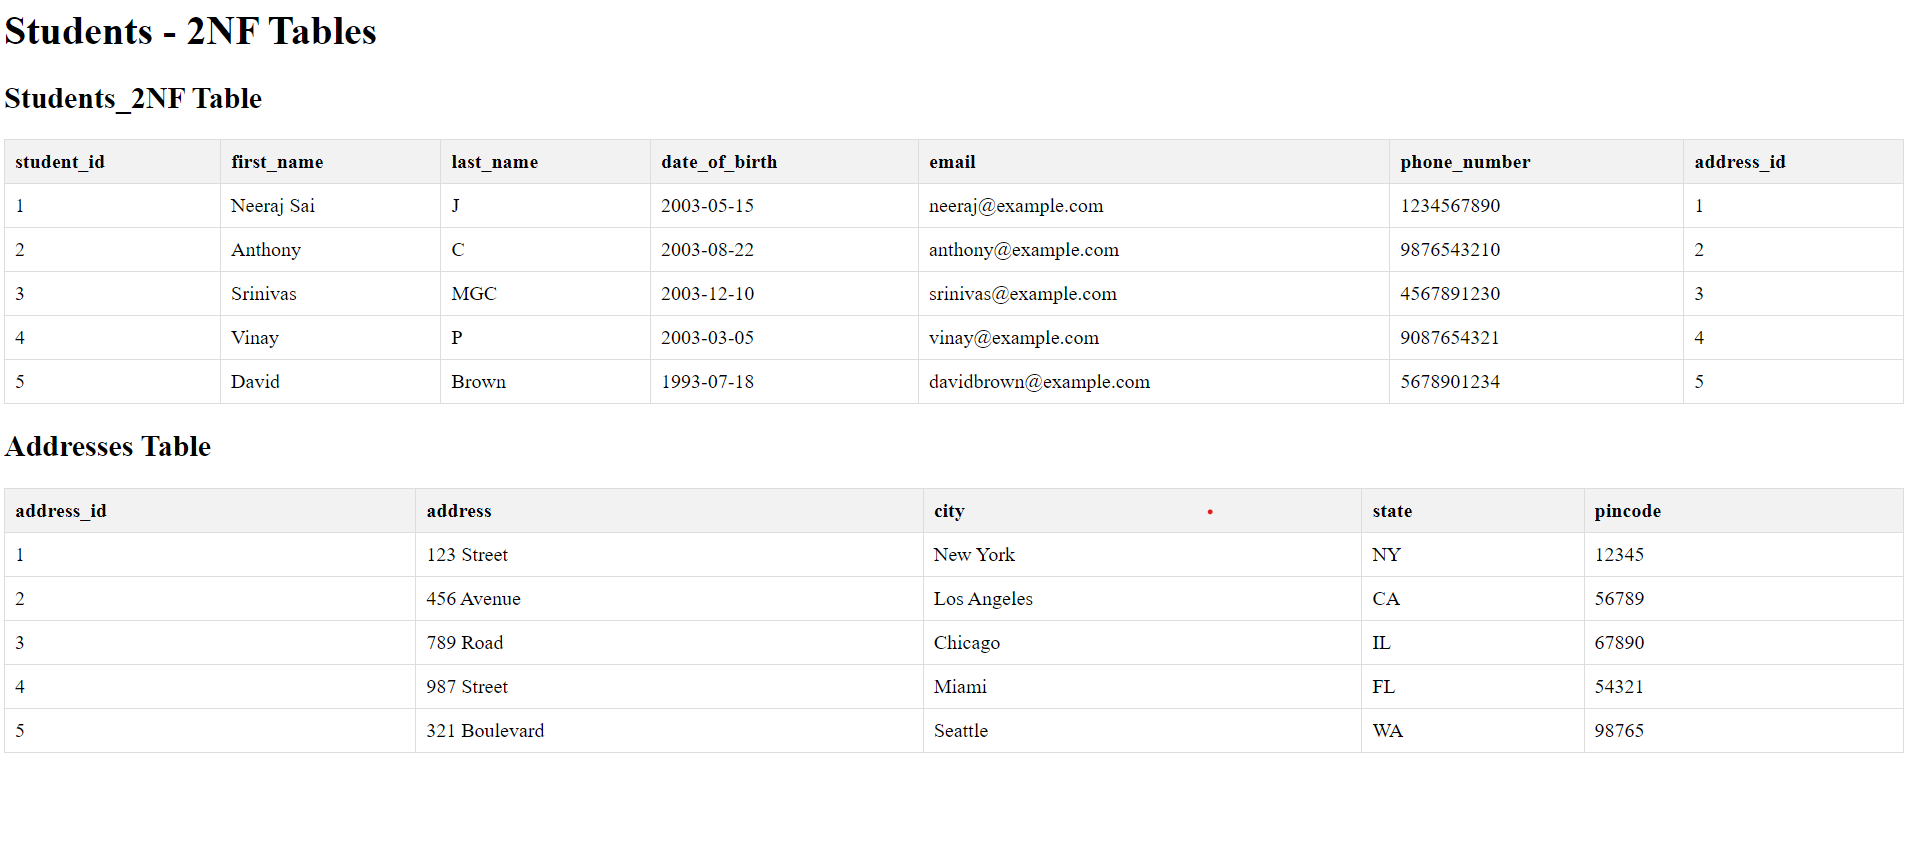 Students - 2NF Tables
Students_2NF Table
student_id first_name last_name date_of_birth email phone_number address_id
1 Neeraj Sai J 2003-05-15 neeraj@example.com 1234567890 1
2 Anthony C 2003-08-22 anthony@example.com 9876543210 2
3 Srinivas MGC 2003-12-10 srinivas@example.com 4567891230 3
4 Vinay P 2003-03-05 vinay@example.com 9087654321 4
5 David Brown 1993-07-18 davidbrown@example.com 5678901234 5
Addresses Table
address_id address city state pincode
1 123 Street New York NY 12345
2 456 Avenue Los Angeles CA 56789
3 789 Road Chicago IL 67890
4 987 Street Miami FL 54321
5 321 Boulevard Seattle WA 98765